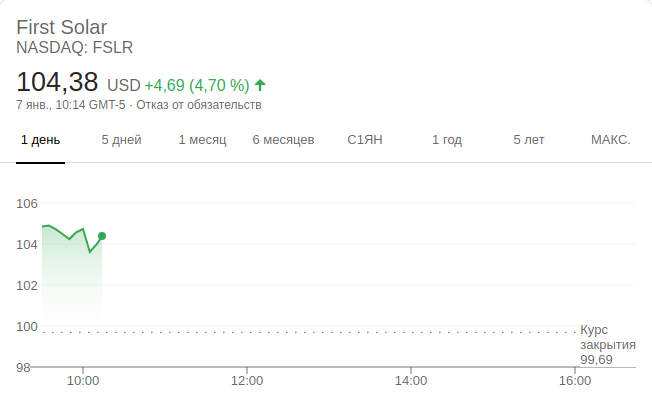 First Solar
NASDAQ: FSLR
104,38 USD +4,69 (4,70 %)
7 янв., 10:14 GMT-5 · Отказ от обязательств
1 день 5 дней 1 месяц 6 месяцев С1ЯН 1 год 5 лет МАКС.
106
104
102
100
98
Курс
закрытия
99,69
10:00 12:00 14:00 16:00